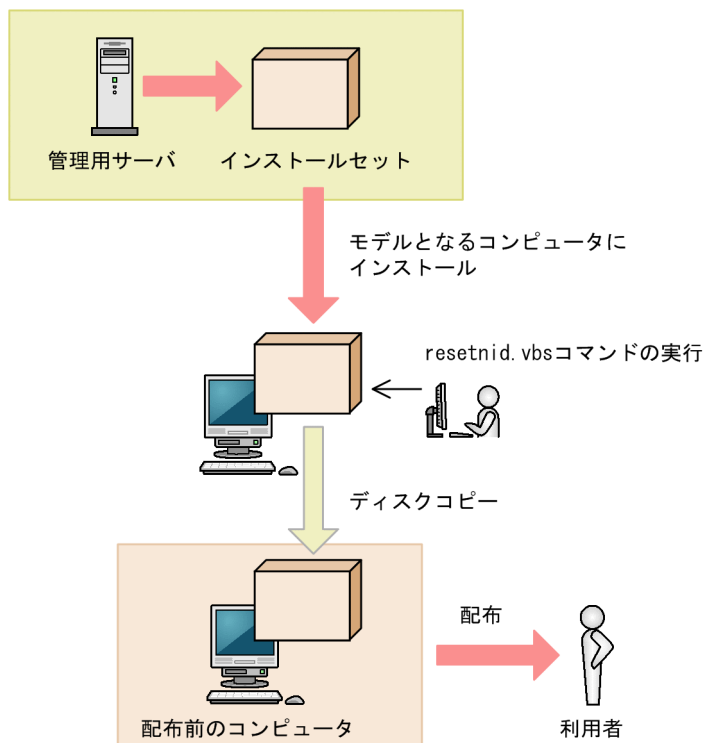 管理用サーバ
インストールセット
モデルとなるコンピュータに
インストール
resetnid.vbsコマンドの実行
ディスクコピー
配布
配布前のコンピュータ
利用者